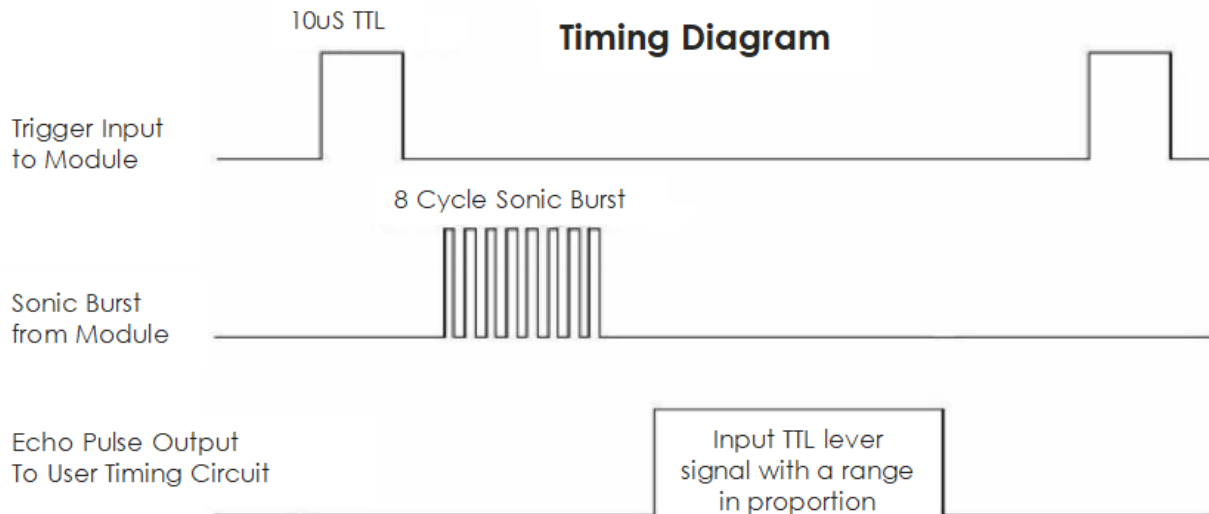 10uS TTL
Timing Diagram
Trigger Input
to Module
8 Cycle Sonic Burst
Sonic Burst
from Module
Echo Pulse Output
To User Timing Circuit
Input TTL lever
signal with a range
in proportion